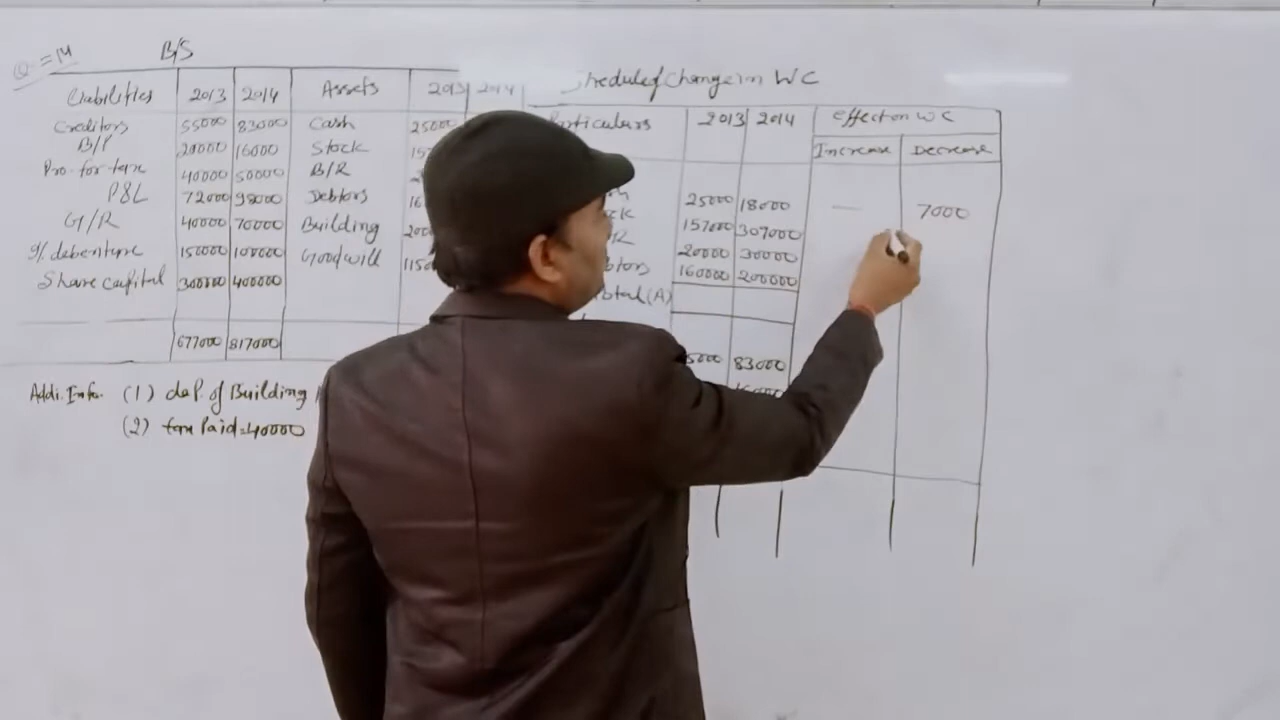 Q=14
B/S
Liabilities 2013 2014 Assets 2013 2014
Creditors 55000 83000 Cash 25000
B/P 20000 16000 Stock
Pro. for tax 40000 50000 B/R
P&L 72000 98000 Debtors
G/R 40000 70000 Building
9% debenture 150000 100000 Goodwill
Share capital 300000 400000
677000 817000
Addi. Info. (1) dep. of Building
(2) tax Paid=40000
Schedule of Change in WC
Particulars 2013 2014 effect on WC
Increase Decrease
25000 18000 — 7000
157000 307000
20000 30000
160000 200000
total (A)
83000